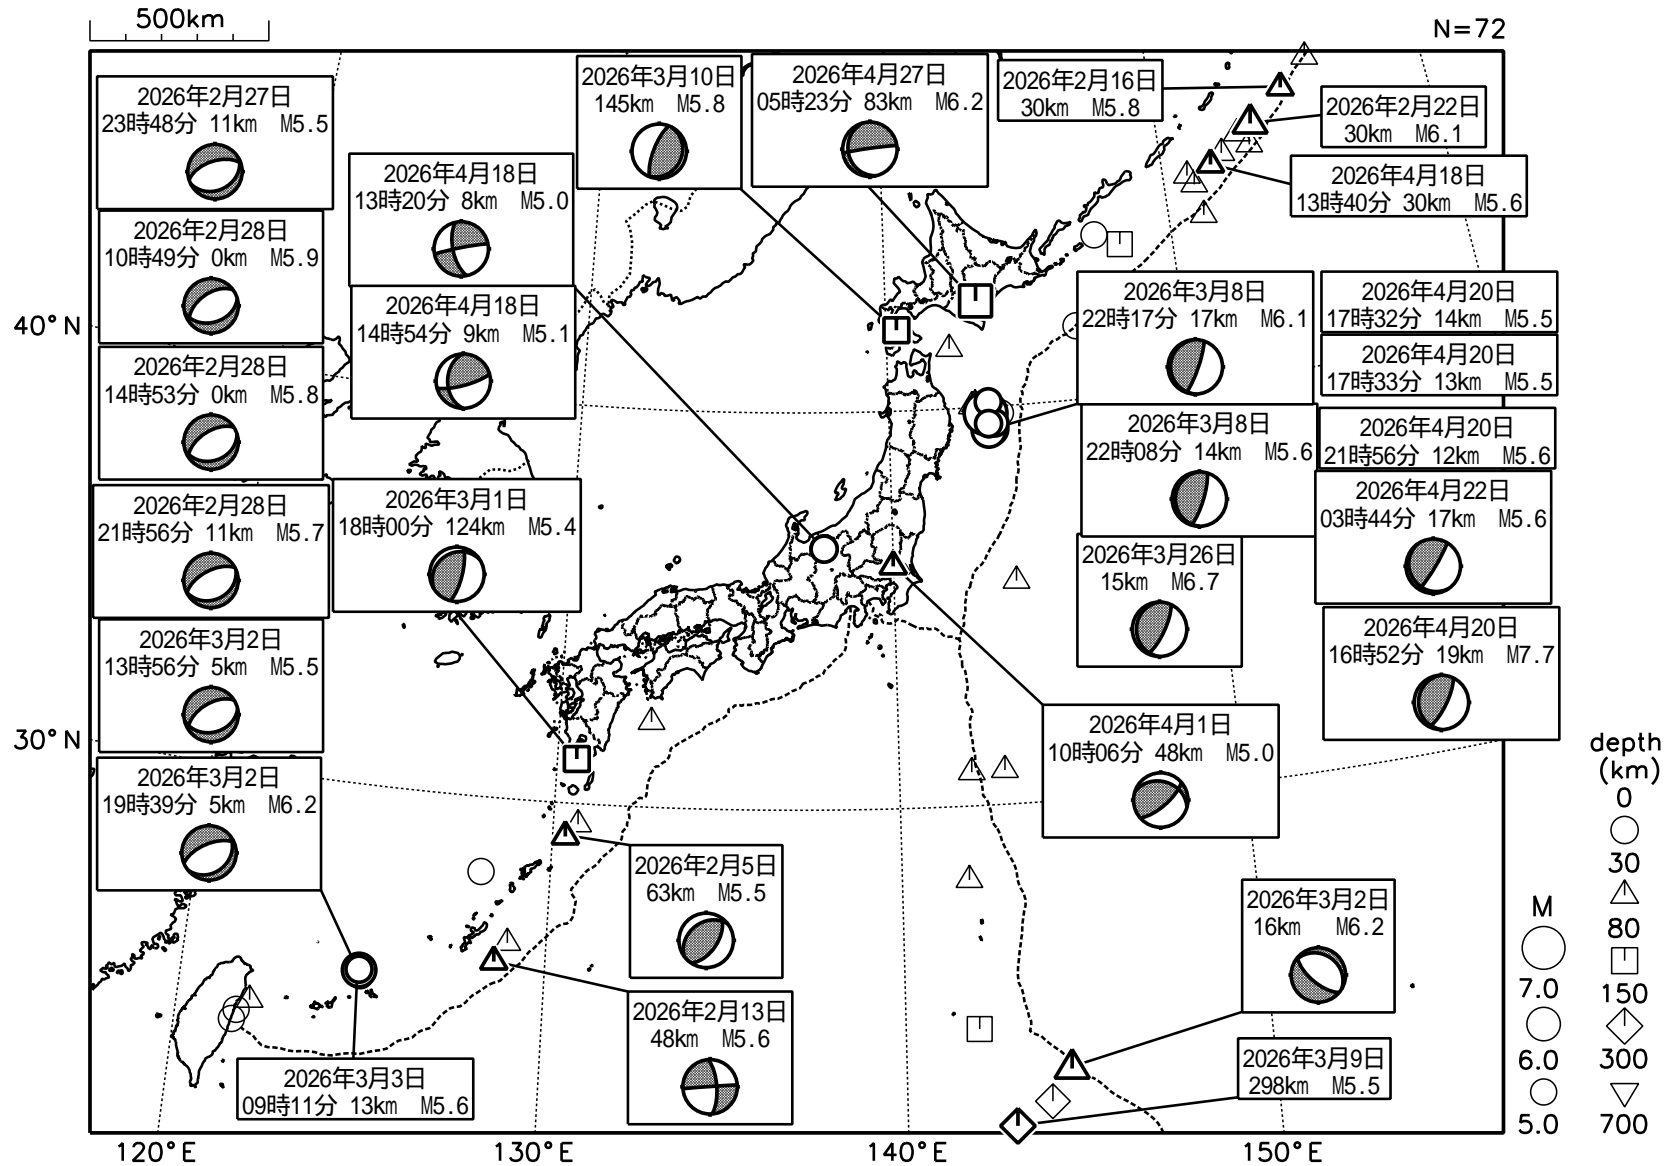 500km
N=72
2026年2月27日
23時48分 11km M5.5
2026年2月28日
10時49分 0km M5.9
2026年2月28日
14時53分 0km M5.8
2026年2月28日
21時56分 11km M5.7
2026年3月2日
13時56分 5km M5.5
2026年3月2日
19時39分 5km M6.2
2026年4月18日
13時20分 8km M5.0
2026年4月18日
14時54分 9km M5.1
2026年3月1日
18時00分 124km M5.4
2026年3月10日
145km M5.8
2026年4月27日
05時23分 83km M6.2
2026年2月16日
30km M5.8
2026年2月22日
30km M6.1
2026年4月18日
13時40分 30km M5.6
2026年3月8日
22時17分 17km M6.1
2026年4月20日
17時32分 14km M5.5
2026年4月20日
17時33分 13km M5.5
2026年3月8日
22時08分 14km M5.6
2026年4月20日
21時56分 12km M5.6
2026年4月22日
03時44分 17km M5.6
2026年3月26日
15km M6.7
2026年4月20日
16時52分 19km M7.7
2026年4月1日
10時06分 48km M5.0
2026年2月5日
63km M5.5
2026年2月13日
48km M5.6
2026年3月2日
16km M6.2
2026年3月9日
298km M5.5
2026年3月3日
09時11分 13km M5.6
40°N
30°N
120°E
130°E
140°E
150°E
M
7.0
6.0
5.0
depth
(km)
0
30
80
150
300
700